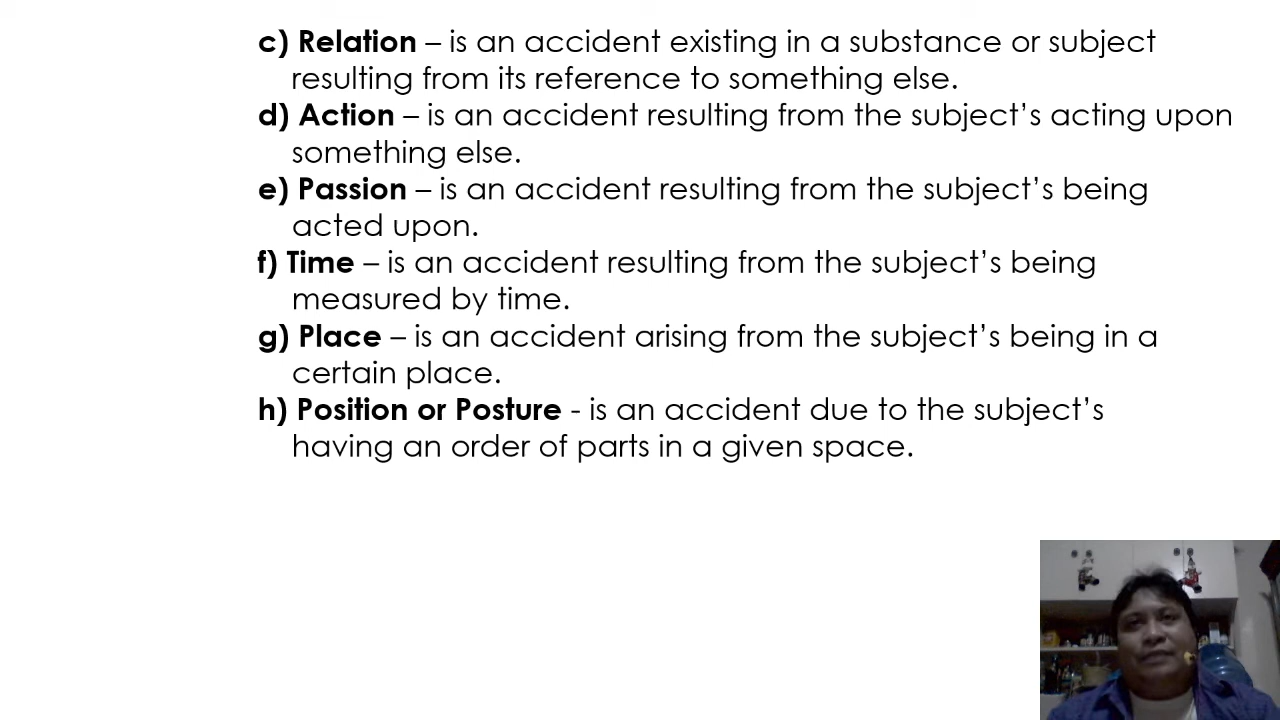 c) Relation – is an accident existing in a substance or subject
resulting from its reference to something else.
d) Action – is an accident resulting from the subject’s acting upon
something else.
e) Passion – is an accident resulting from the subject’s being
acted upon.
f) Time – is an accident resulting from the subject’s being
measured by time.
g) Place – is an accident arising from the subject’s being in a
certain place.
h) Position or Posture - is an accident due to the subject’s
having an order of parts in a given space.